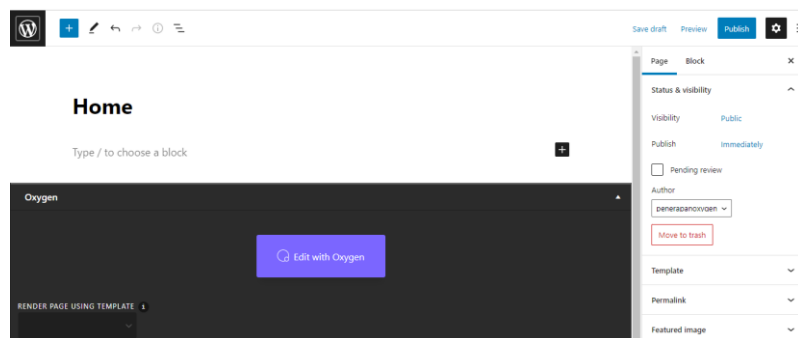 Save draft Preview Publish
Page Block
Home
Status & visibility
Visibility Public
Type / to choose a block
Publish Immediately
Pending review
Author
penerapanoxygen
Move to trash
Oxygen
Edit with Oxygen
Template
RENDER PAGE USING TEMPLATE i
Permalink
Featured image